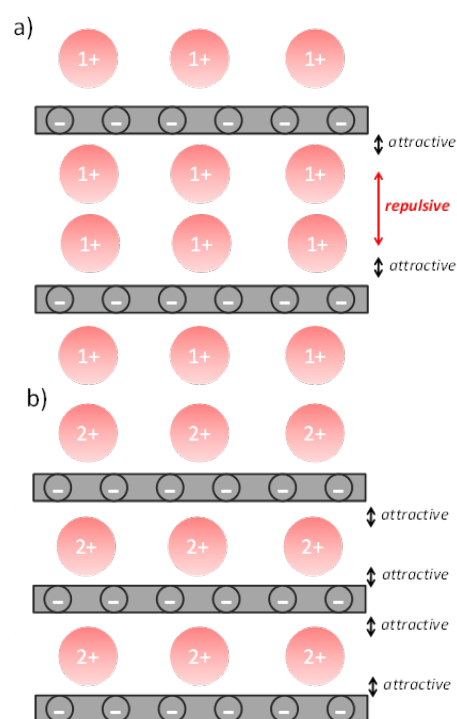 a)
1+ 1+ 1+
− − − − − −
attractive
1+ 1+ 1+
repulsive
1+ 1+ 1+
attractive
− − − − − −
1+ 1+ 1+
b)
2+ 2+ 2+
− − − − − −
attractive
2+ 2+ 2+
attractive
− − − − − −
attractive
2+ 2+ 2+
attractive
− − − − − −